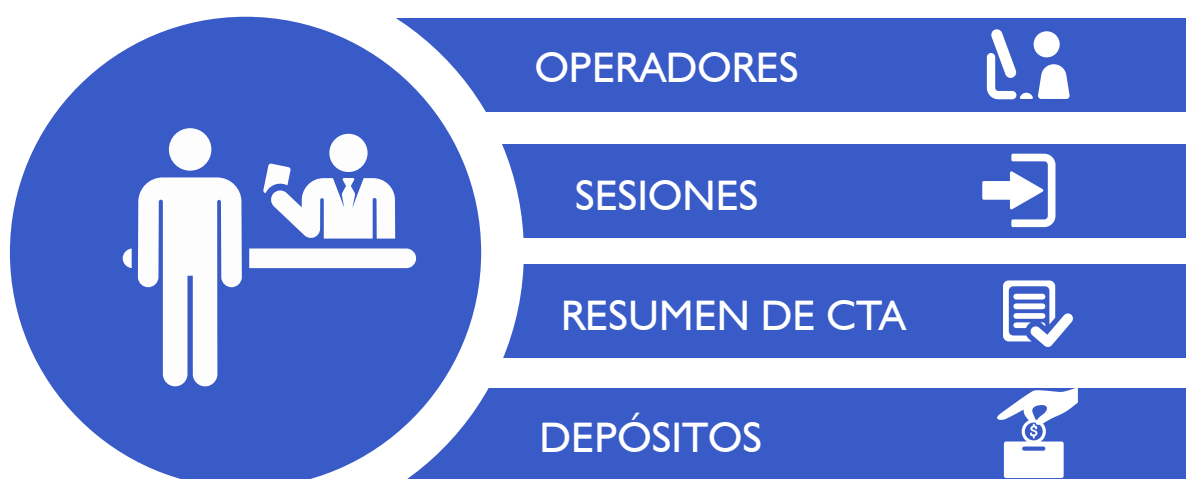 OPERADORES
SESIONES
RESUMEN DE CTA
DEPÓSITOS
$